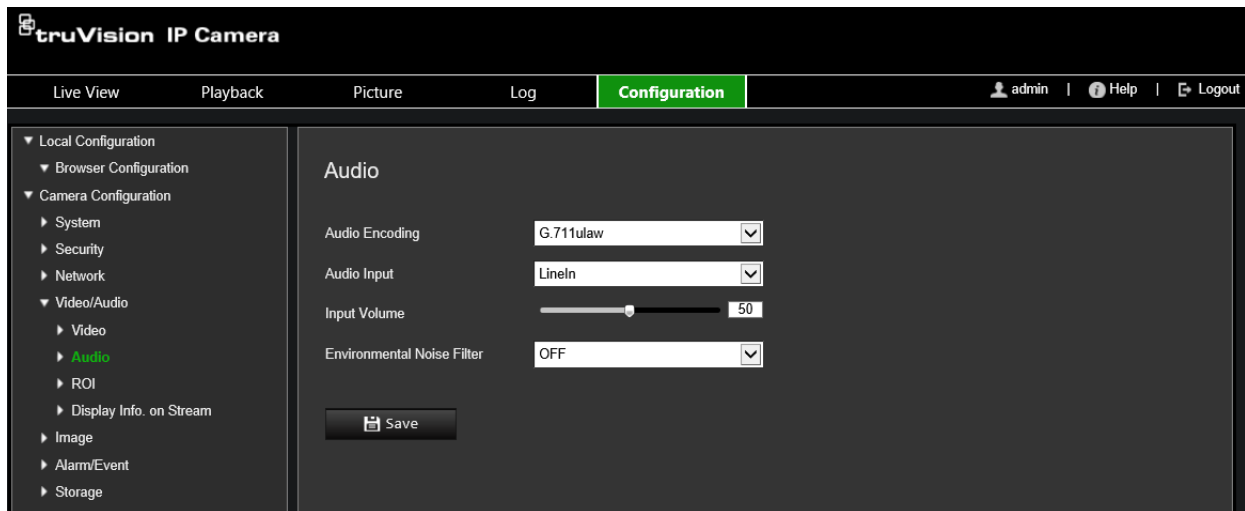 truVision IP Camera
Live View Playback Picture Log Configuration admin | Help | Logout
Local Configuration
Browser Configuration
Camera Configuration
System
Security
Network
Video/Audio
Video
Audio
ROI
Display Info. on Stream
Image
Alarm/Event
Storage
Audio
Audio Encoding G.711ulaw
Audio Input LineIn
Input Volume 50
Environmental Noise Filter OFF
Save